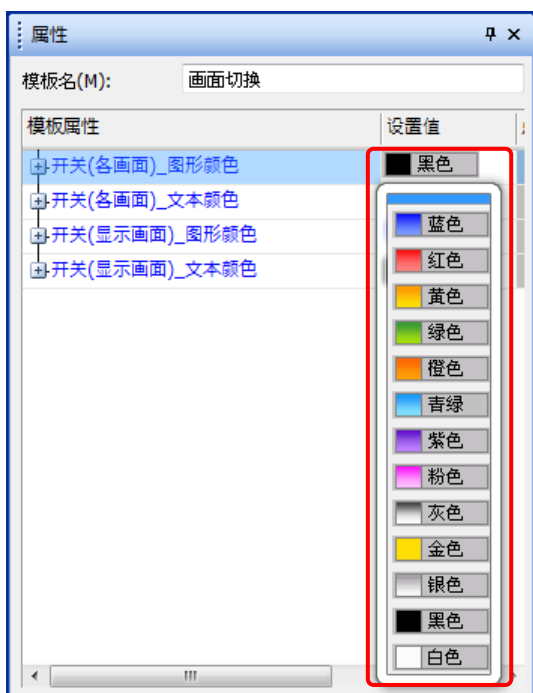 属性
模板名(M): 画面切换
模板属性 设置值
开关(各画面)_图形颜色 黑色
开关(各画面)_文本颜色
开关(显示画面)_图形颜色
开关(显示画面)_文本颜色
蓝色
红色
黄色
绿色
橙色
青绿
紫色
粉色
灰色
金色
银色
黑色
白色